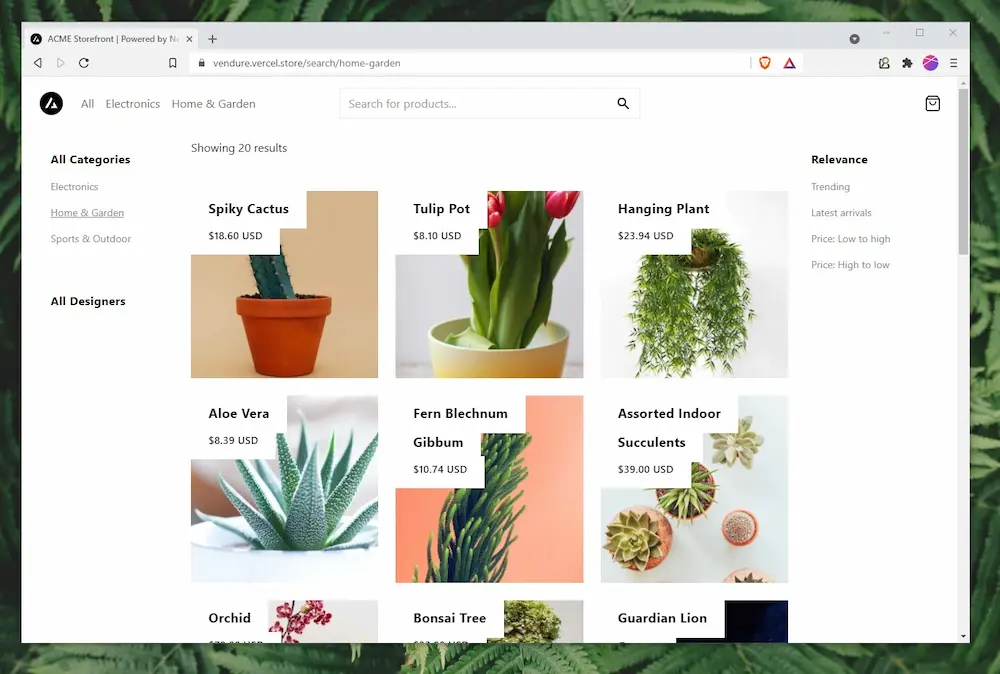 ACME Storefront | Powered by Ne
vendure.vercel.store/search/home-garden
All Electronics Home & Garden
Search for products...
All Categories
Electronics
Home & Garden
Sports & Outdoor
All Designers
Showing 20 results
Spiky Cactus
$18.60 USD
Tulip Pot
$8.10 USD
Hanging Plant
$23.94 USD
Aloe Vera
$8.39 USD
Fern Blechnum
Gibbum
$10.74 USD
Assorted Indoor
Succulents
$39.00 USD
Orchid
Bonsai Tree
Guardian Lion
Relevance
Trending
Latest arrivals
Price: Low to high
Price: High to low